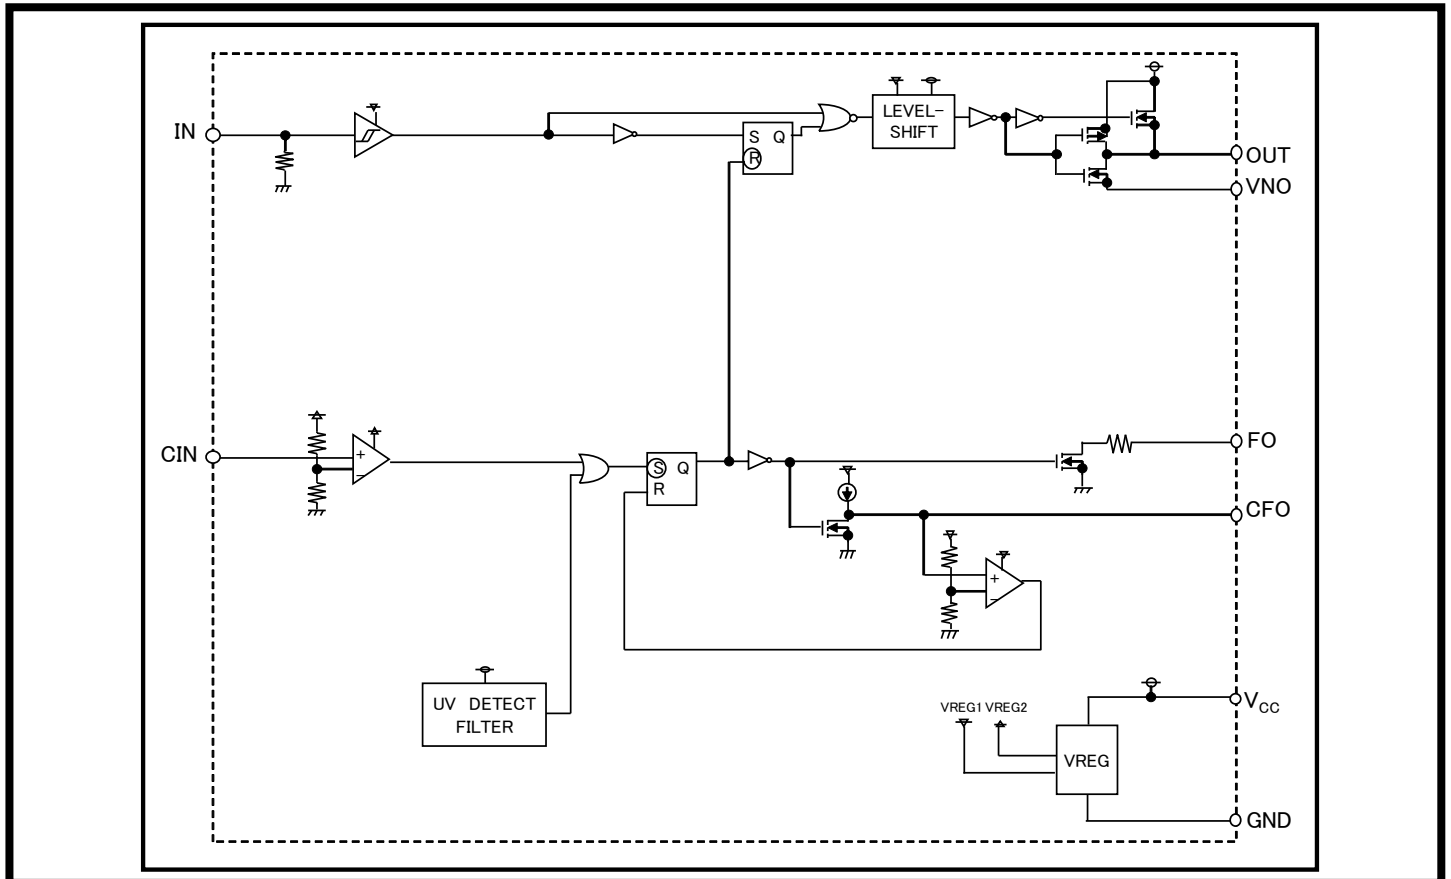 IN
LEVEL-
SHIFT
S Q
R
OUT
VNO
CIN
+
−
S Q
R
FO
CFO
+
−
UV DETECT
FILTER
VREG1 VREG2
VREG
VCC
GND